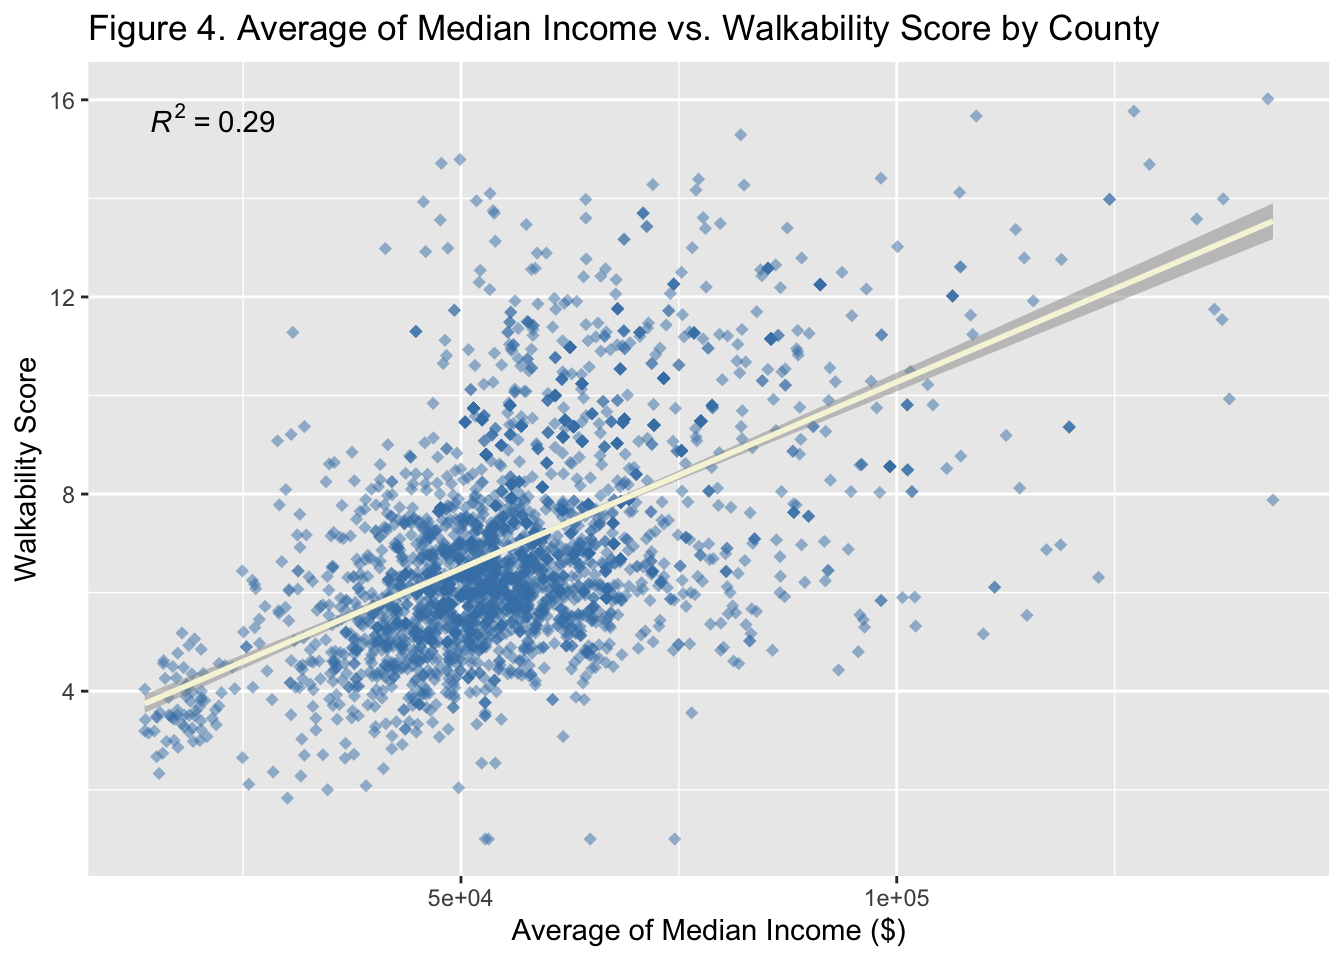 Figure 4. Average of Median Income vs. Walkability Score by County
16
R² = 0.29
12
Walkability Score
8
4
5e+04 1e+05
Average of Median Income ($)